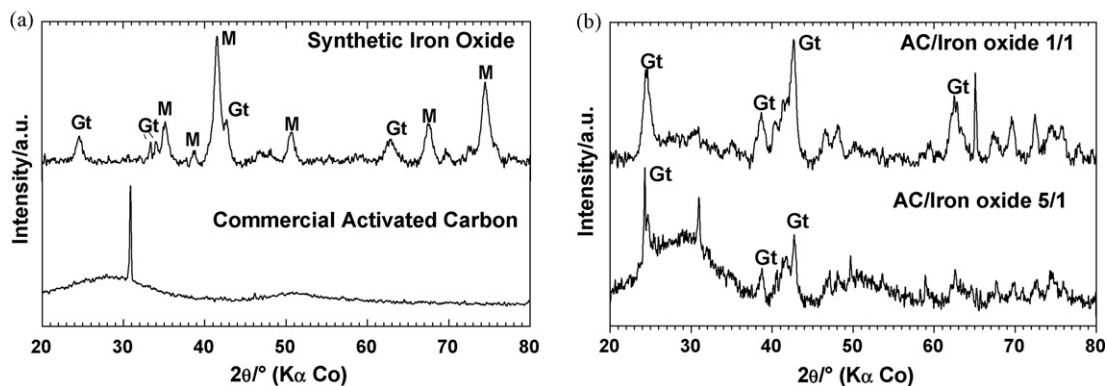 (a)
Synthetic Iron Oxide
Gt
Gt
M
M
M
Gt
M
Gt
M
M
Commercial Activated Carbon
Intensity/a.u.
20 30 40 50 60 70 80
2θ/° (Kα Co)
(b)
AC/Iron oxide 1/1
Gt
Gt
Gt
Gt
AC/Iron oxide 5/1
Gt
Gt
Gt
Intensity/a.u.
20 30 40 50 60 70 80
2θ/° (Kα Co)